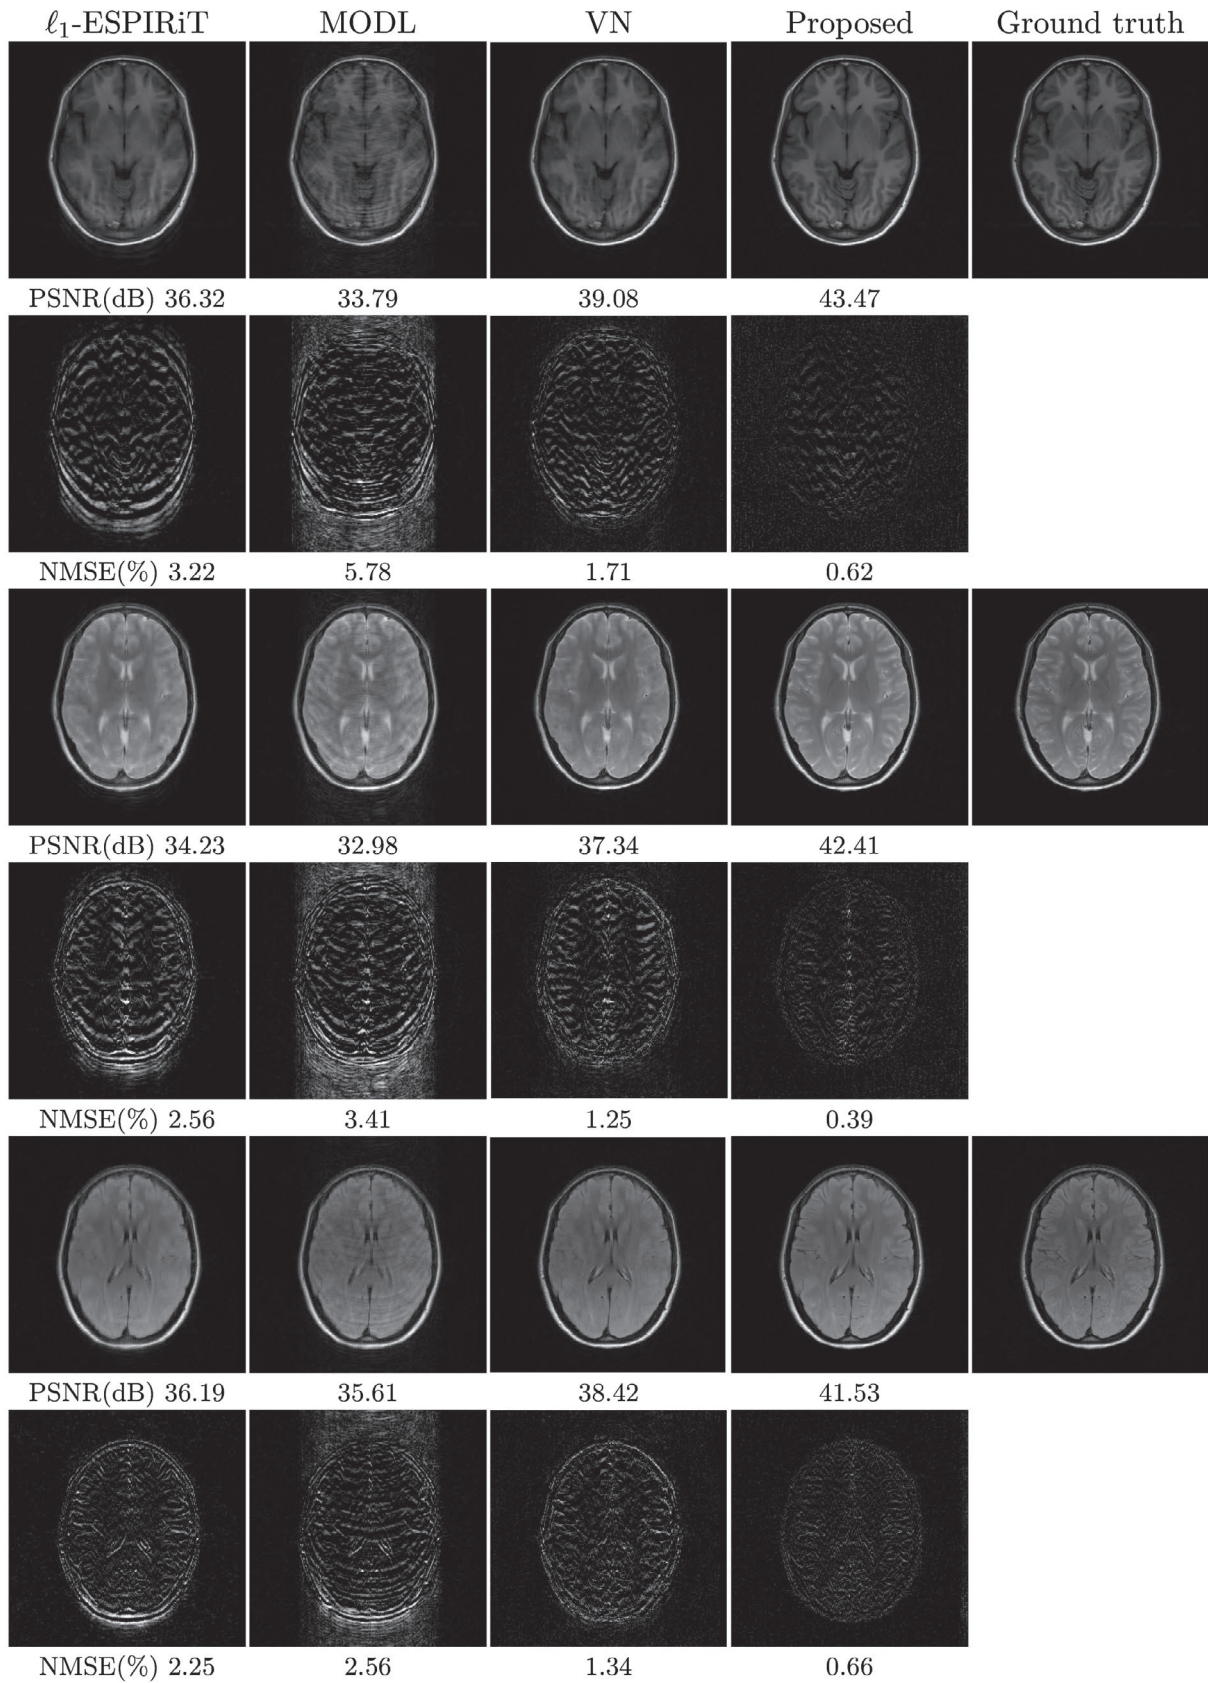 ℓ₁-ESPIRiT MODL VN Proposed Ground truth
PSNR(dB) 36.32 33.79 39.08 43.47
NMSE(%) 3.22 5.78 1.71 0.62
PSNR(dB) 34.23 32.98 37.34 42.41
NMSE(%) 2.56 3.41 1.25 0.39
PSNR(dB) 36.19 35.61 38.42 41.53
NMSE(%) 2.25 2.56 1.34 0.66